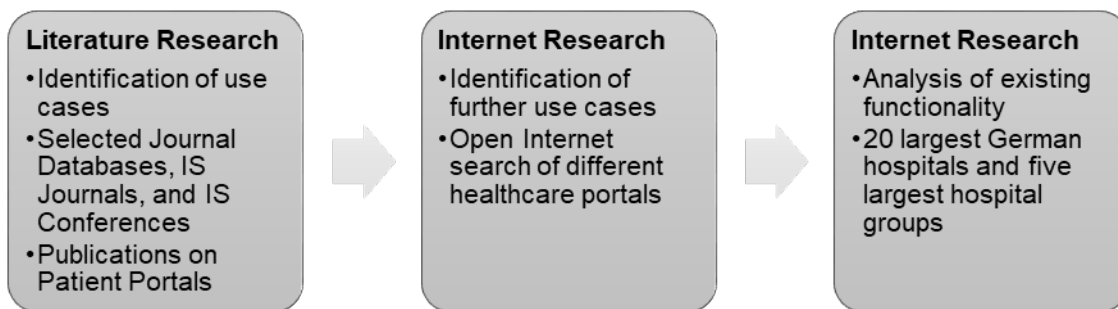 Literature Research
•Identification of use
cases
•Selected Journal
Databases, IS
Journals, and IS
Conferences
•Publications on
Patient Portals
Internet Research
•Identification of
further use cases
•Open Internet
search of different
healthcare portals
Internet Research
•Analysis of existing
functionality
•20 largest German
hospitals and five
largest hospital
groups